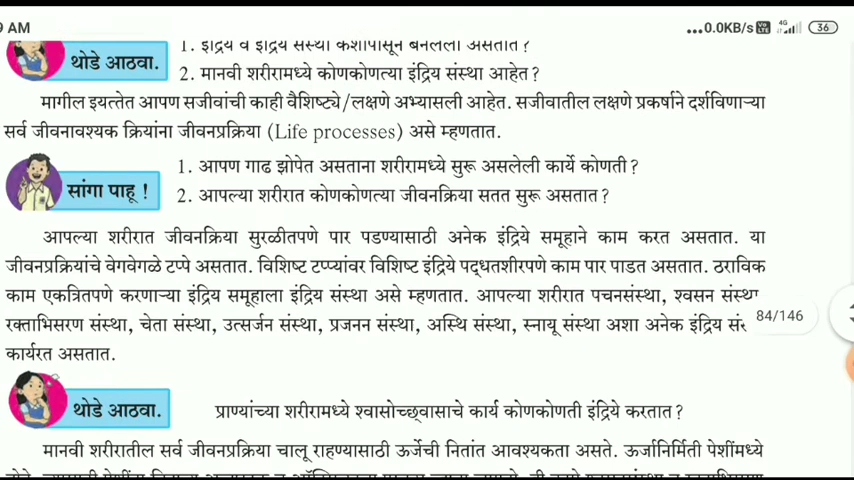 9 AM
...0.0KB/s VoLTE 4G 36
थोडे आठवा.
1. इंद्रिय व इंद्रिय संस्था कशापासून बनलेली असतात?
2. मानवी शरीरामध्ये कोणकोणत्या इंद्रिय संस्था आहेत?
मागील इयत्तेत आपण सजीवांची काही वैशिष्ट्ये/लक्षणे अभ्यासली आहेत. सजीवातील लक्षणे प्रकर्षाने दर्शविणाऱ्या
सर्व जीवनावश्यक क्रियांना जीवनप्रक्रिया (Life processes) असे म्हणतात.
सांगा पाहू !
1. आपण गाढ झोपेत असताना शरीरामध्ये सुरू असलेली कार्ये कोणती?
2. आपल्या शरीरात कोणकोणत्या जीवनक्रिया सतत सुरू असतात?
आपल्या शरीरात जीवनक्रिया सुरळीतपणे पार पडण्यासाठी अनेक इंद्रिये समूहाने काम करत असतात. या
जीवनप्रक्रियांचे वेगवेगळे टप्पे असतात. विशिष्ट टप्प्यांवर विशिष्ट इंद्रिये पद्धतशीरपणे काम पार पाडत असतात. ठराविक
काम एकत्रितपणे करणाऱ्या इंद्रिय समूहाला इंद्रिय संस्था असे म्हणतात. आपल्या शरीरात पचनसंस्था, श्वसन संस्था,
रक्ताभिसरण संस्था, चेता संस्था, उत्सर्जन संस्था, प्रजनन संस्था, अस्थि संस्था, स्नायू संस्था अशा अनेक इंद्रिय
84/146
कार्यरत असतात.
थोडे आठवा.
प्राण्यांच्या शरीरामध्ये श्वासोच्छ्वासाचे कार्य कोणकोणती इंद्रिये करतात?
मानवी शरीरातील सर्व जीवनप्रक्रिया चालू राहण्यासाठी ऊर्जेची नितांत आवश्यकता असते. ऊर्जानिर्मिती पेशींमध्ये